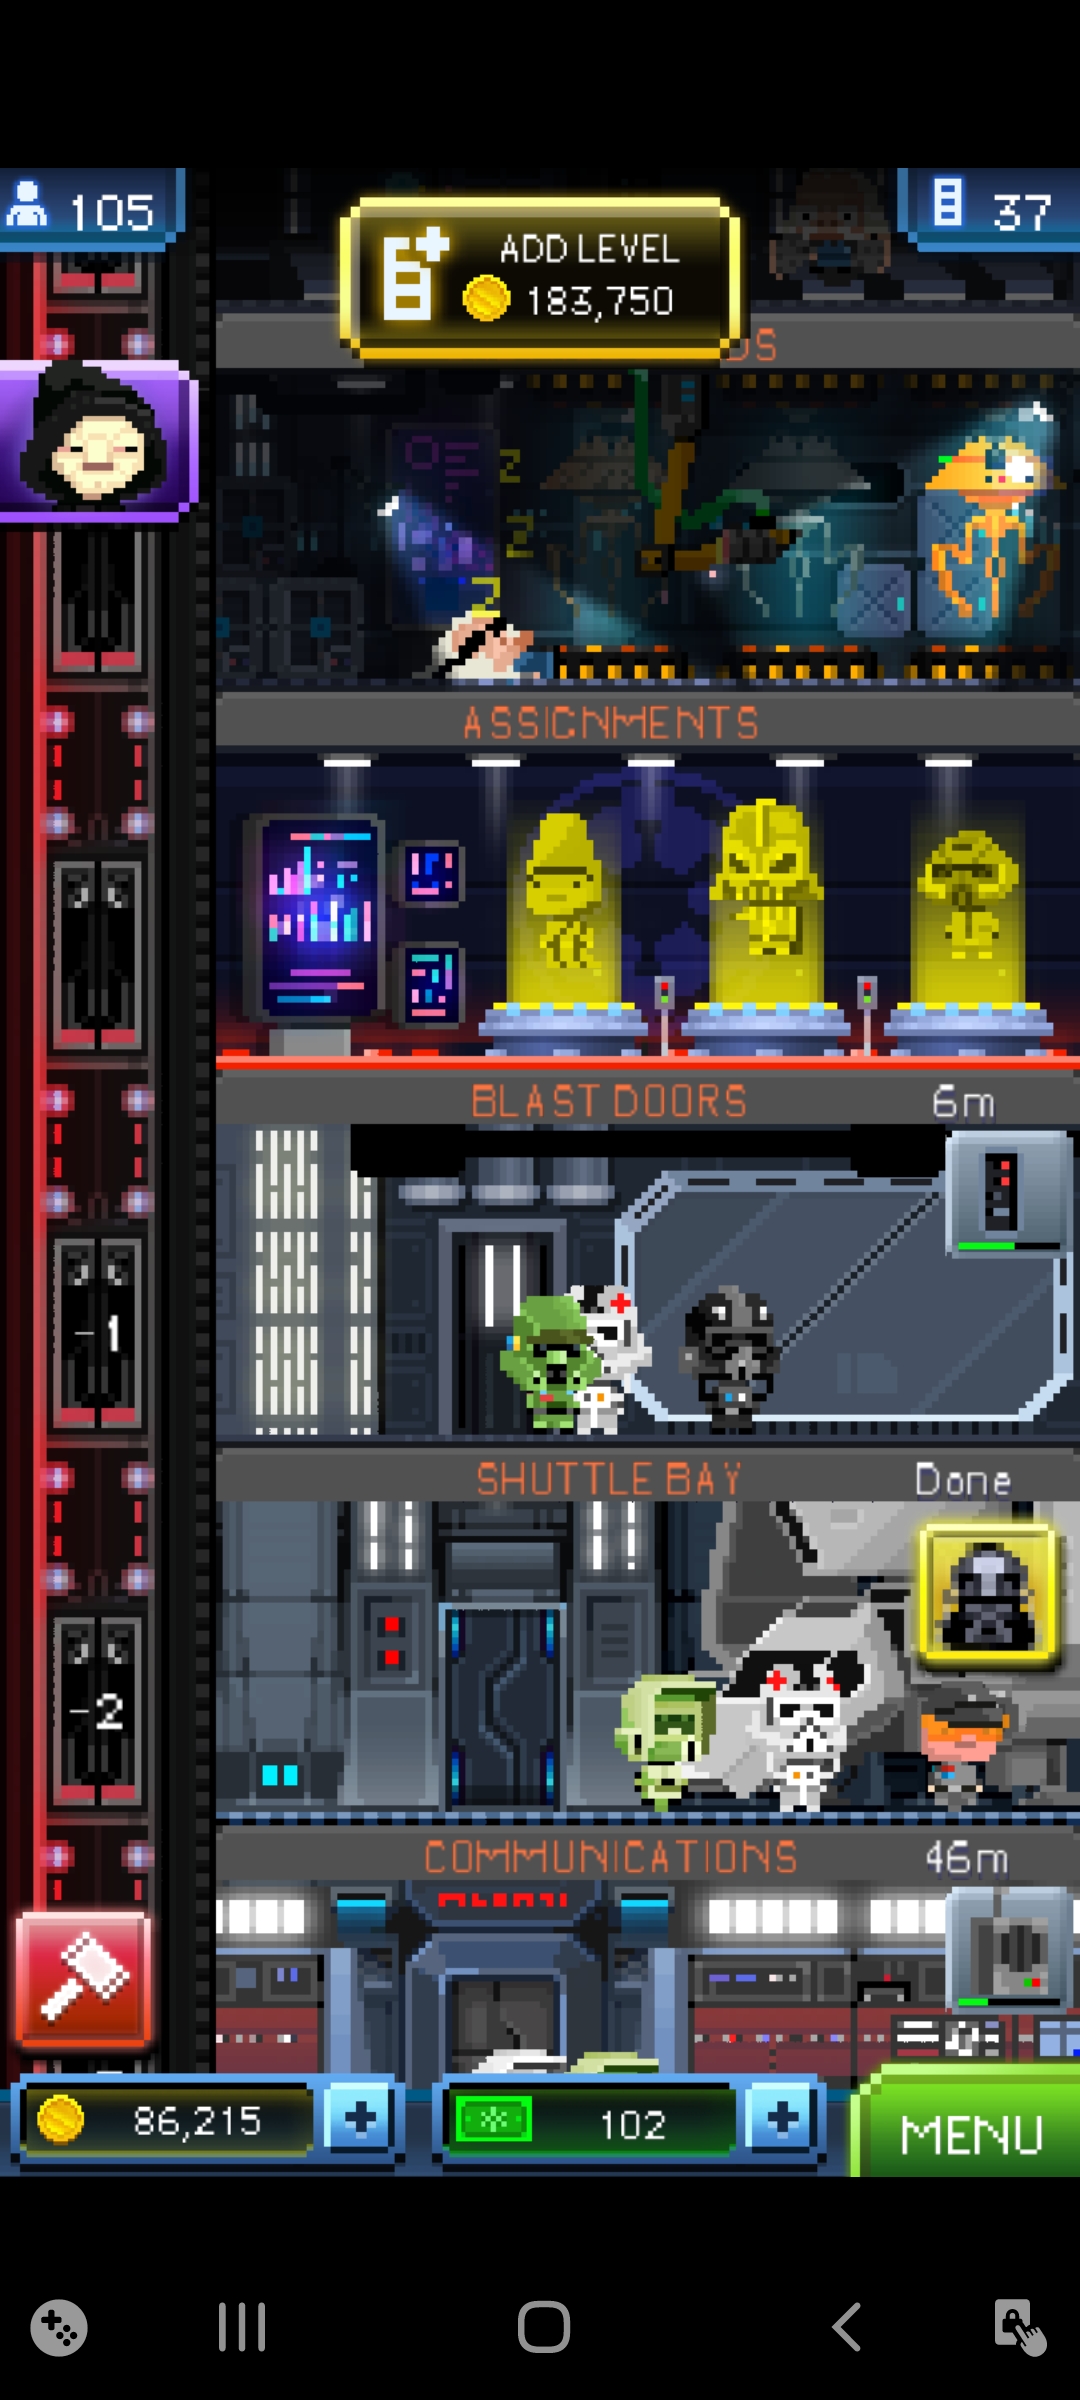 105
ADD LEVEL
183,750
37
ASSIGNMENTS
BLAST DOORS
6m
-1
SHUTTLE BAY
Done
-2
COMMUNICATIONS
46m
86,215
102
MENU